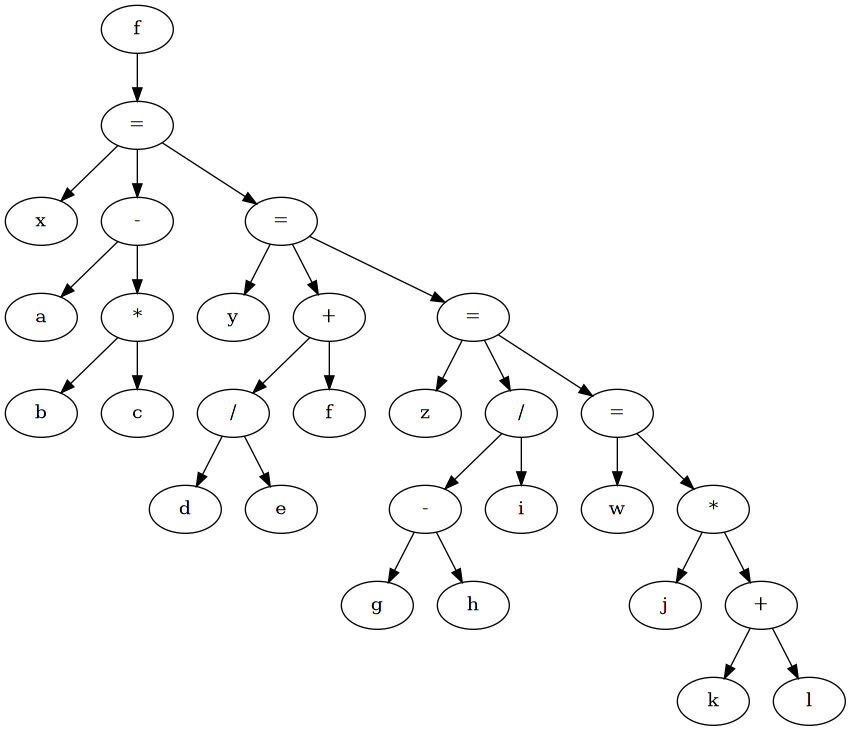 f
=
x - =
a * y + =
b c / f z / =
d e - i w *
g h j +
k l